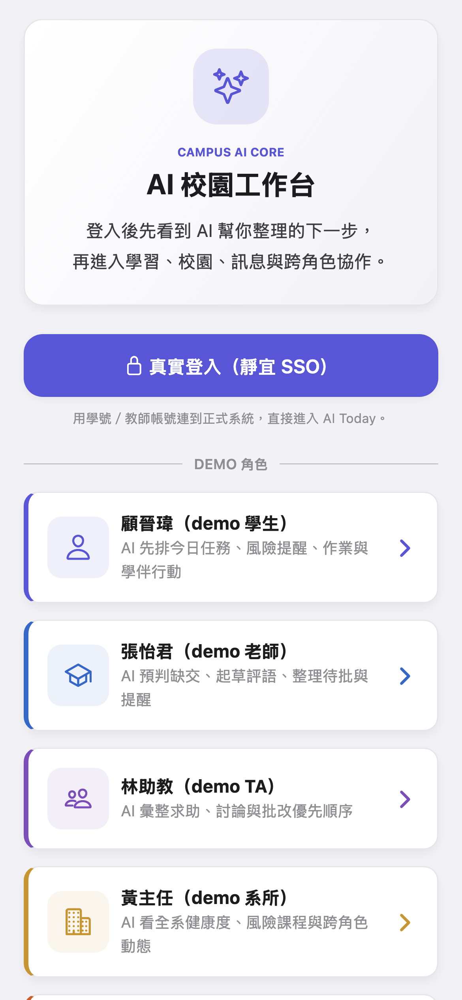 CAMPUS AI CORE
AI 校園工作台
登入後先看到 AI 幫你整理的下一步，
再進入學習、校園、訊息與跨角色協作。
真實登入（靜宜 SSO）
用學號 / 教師帳號連到正式系統，直接進入 AI Today。
DEMO 角色
顧晉瑋（demo 學生）
AI 先排今日任務、風險提醒、作業與
學伴行動
張怡君（demo 老師）
AI 預判缺交、起草評語、整理待批與
提醒
林助教（demo TA）
AI 彙整求助、討論與批改優先順序
黃主任（demo 系所）
AI 看全系健康度、風險課程與跨角色
動態